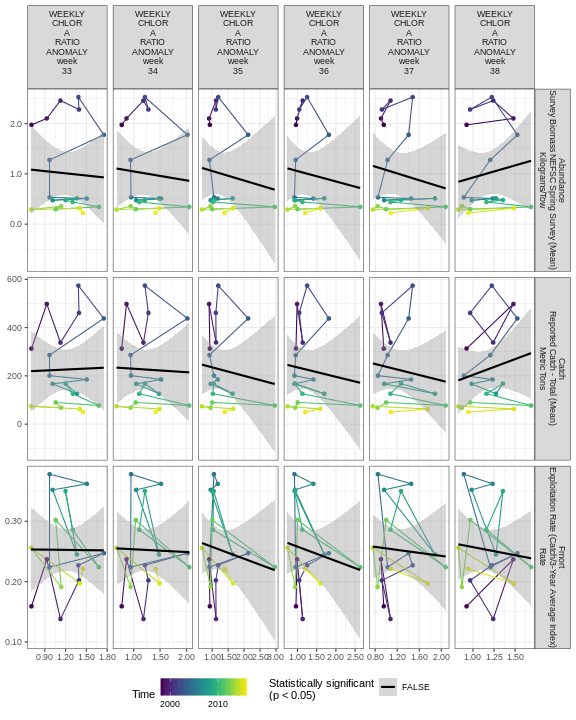 WEEKLY
CHLOR
A
RATIO
ANOMALY
week
33
WEEKLY
CHLOR
A
RATIO
ANOMALY
week
34
WEEKLY
CHLOR
A
RATIO
ANOMALY
week
35
WEEKLY
CHLOR
A
RATIO
ANOMALY
week
36
WEEKLY
CHLOR
A
RATIO
ANOMALY
week
37
WEEKLY
CHLOR
A
RATIO
ANOMALY
week
38
2.0
1.0
0.0
Abundance
Survey Biomass NEFSC Spring Survey (Mean)
Kilograms/Tow
600
400
200
0
Catch
Reported Catch - Total (Mean)
Metric Tons
0.30
0.20
0.10
Fmort
Exploitation Rate (Catch/3-Year Average Index)
Rate
0.90 1.20 1.50 1.80
1.00 1.50 2.00
1.00 1.50 2.00 2.50 3.00
1.00 1.50 2.00 2.50
0.80 1.20 1.60 2.00
1.00 1.25 1.50
Time
2000 2010
Statistically significant
(p < 0.05)
FALSE